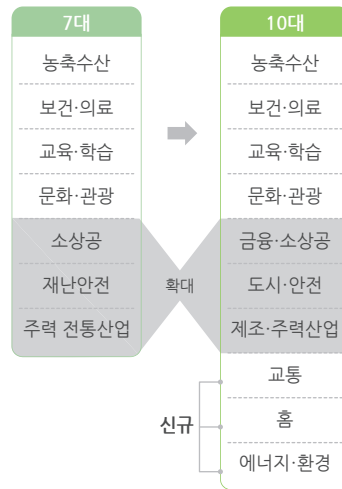 7대
농축수산
보건·의료
교육·학습
문화·관광
소상공
재난안전
주력 전통산업
확대
신규
10대
농축수산
보건·의료
교육·학습
문화·관광
금융·소상공
도시·안전
제조·주력산업
교통
홈
에너지·환경